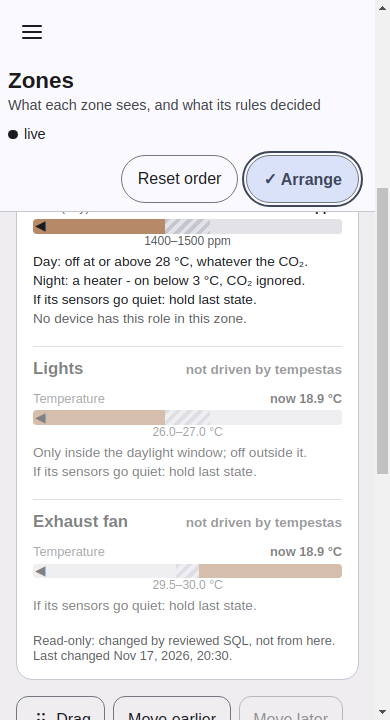 Zones
What each zone sees, and what its rules decided
live
Reset order
✓ Arrange
1400–1500 ppm
Day: off at or above 28 °C, whatever the CO₂.
Night: a heater - on below 3 °C, CO₂ ignored.
If its sensors go quiet: hold last state.
No device has this role in this zone.
Lights not driven by tempestas
Temperature now 18.9 °C
26.0–27.0 °C
Only inside the daylight window; off outside it.
If its sensors go quiet: hold last state.
Exhaust fan not driven by tempestas
Temperature now 18.9 °C
29.5–30.0 °C
If its sensors go quiet: hold last state.
Read-only: changed by reviewed SQL, not from here.
Last changed Nov 17, 2026, 20:30.
Drag Move earlier Move later